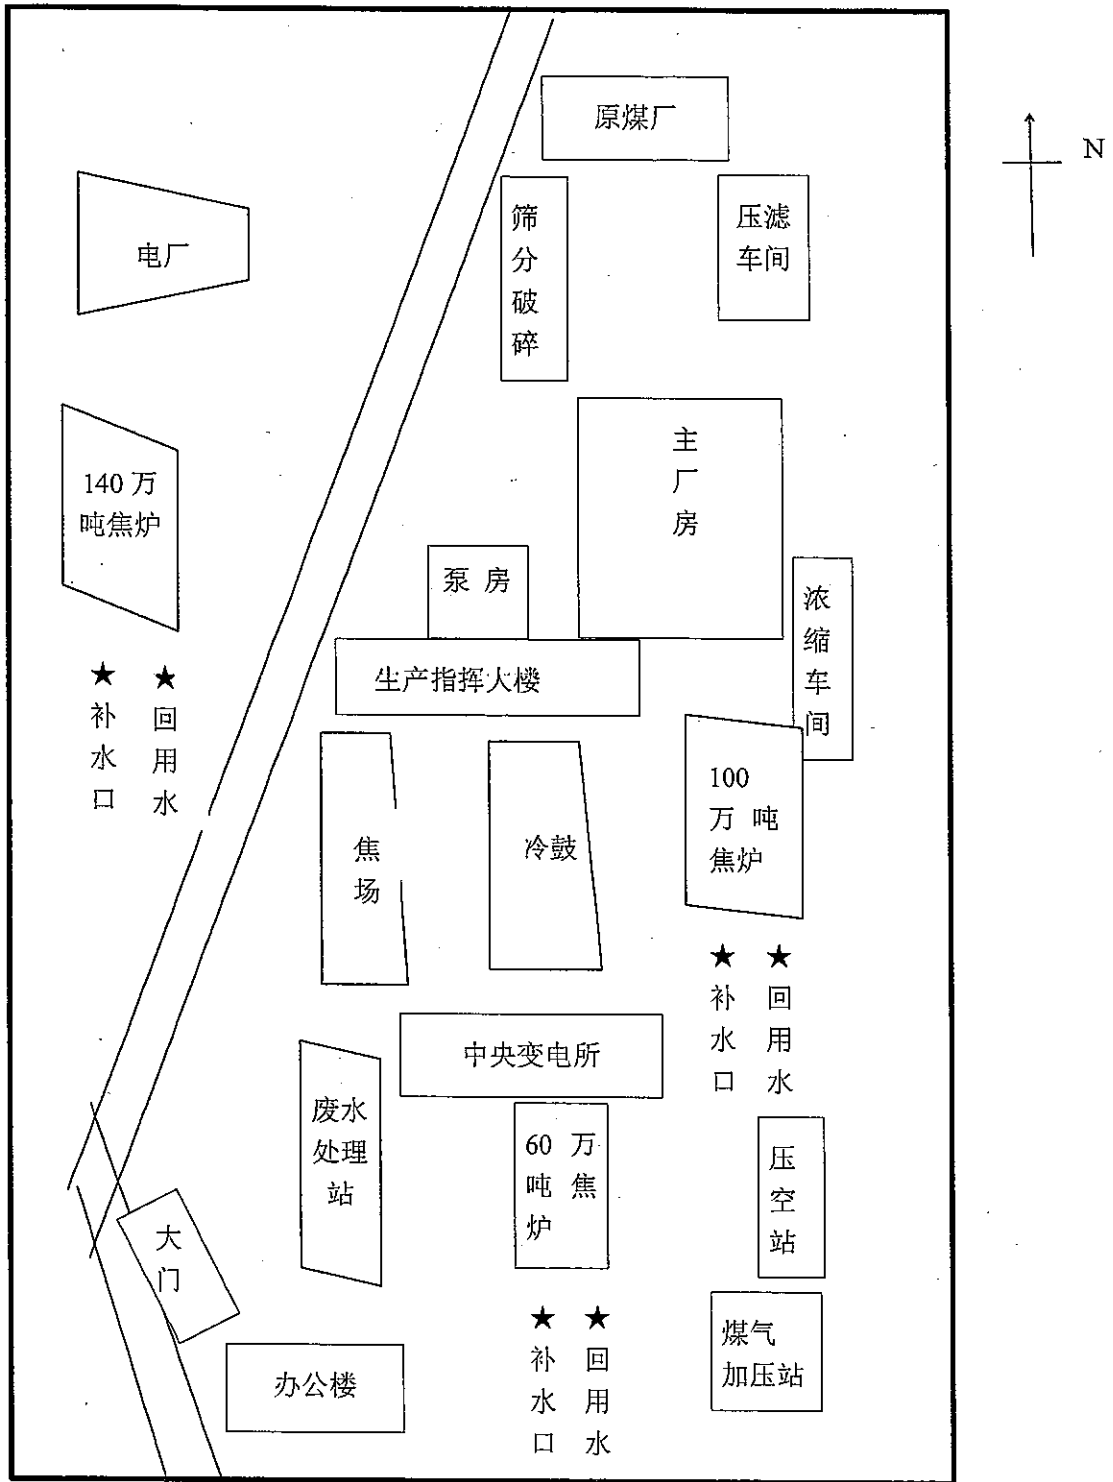 原煤厂
N
筛
分
破
碎
压滤
车间
电厂
主
厂
房
140 万
吨焦炉
泵 房
浓
缩
车
间
生产指挥大楼
★ ★
补 回
水 用
口 水
100
万 吨
焦炉
焦
场
冷鼓
★ ★
补 回
水 用
口 水
中央变电所
废水
处理
站
60 万
吨 焦
炉
压
空
站
大
门
★ ★
补 回
水 用
口 水
煤气
加压站
办公楼